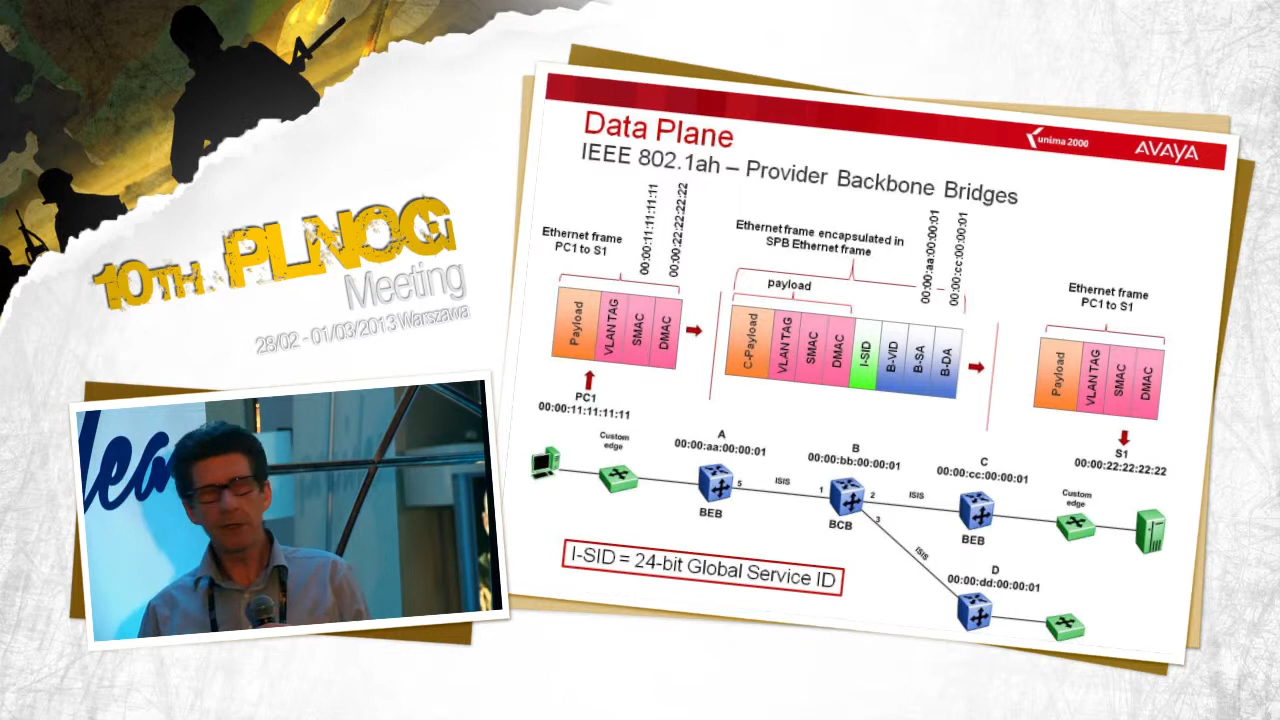 10TH PLNOG
Meeting
28/02 - 01/03/2013 Warszawa
lea
unima 2000
AVAYA
Data Plane
IEEE 802.1ah – Provider Backbone Bridges
Ethernet frame
PC1 to S1
00:00:11:11:11:11
00:00:22:22:22:22
Payload
VLAN TAG
SMAC
DMAC
Ethernet frame encapsulated in
SPB Ethernet frame
payload
00:00:aa:00:00:01
00:00:cc:00:00:01
C-Payload
VLAN TAG
SMAC
DMAC
I-SID
B-VID
B-SA
B-DA
Ethernet frame
PC1 to S1
Payload
VLAN TAG
SMAC
DMAC
PC1
00:00:11:11:11:11
Custom
edge
A
00:00:aa:00:00:01
5
BEB
ISIS
B
00:00:bb:00:00:01
1
2
3
BCB
ISIS
ISIS
C
00:00:cc:00:00:01
BEB
Custom
edge
S1
00:00:22:22:22:22
D
00:00:dd:00:00:01
I-SID = 24-bit Global Service ID